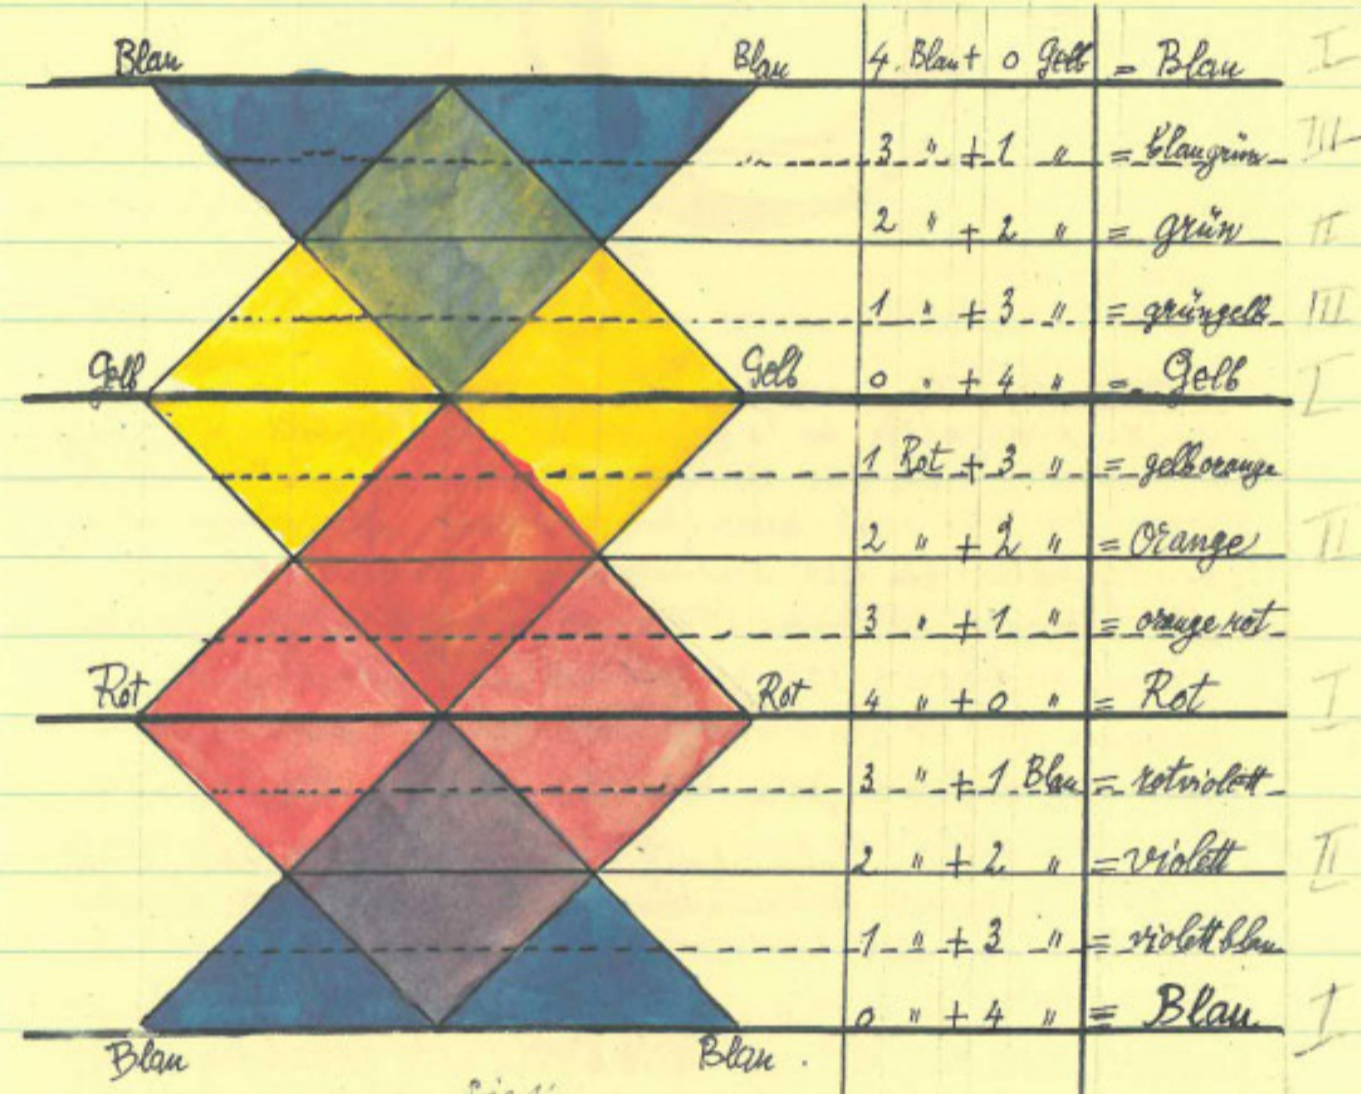 Blau Blau 4. Blau + 0 Gelb = Blau I
3 " + 1 " = blaugrün III
2 " + 2 " = grün II
1 " + 3 " = grüngelb III
Gelb Gelb 0 " + 4 " = Gelb I
1 Rot + 3 " = gelborange
2 " + 2 " = Orange II
3 " + 1 " = orangerot
Rot Rot 4 " + 0 " = Rot I
3 " + 1 Blau = rotviolett
2 " + 2 " = violett II
1 " + 3 " = violettblau
0 " + 4 " = Blau I
Blau Blau.